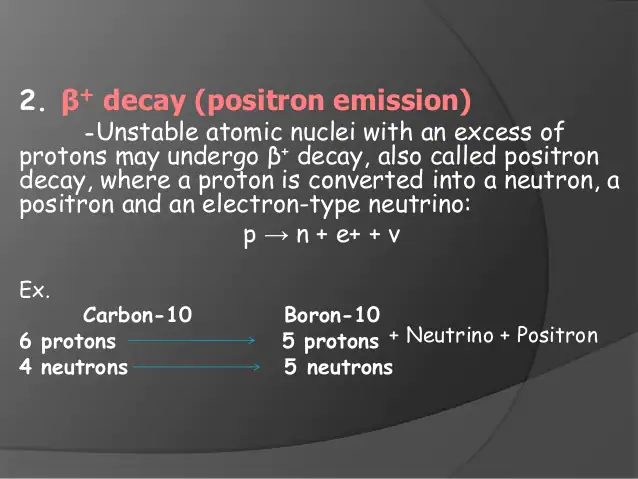 2. β⁺ decay (positron emission)
-Unstable atomic nuclei with an excess of
protons may undergo β⁺ decay, also called positron
decay, where a proton is converted into a neutron, a
positron and an electron-type neutrino:
p → n + e+ + ν
Ex.
Carbon-10 Boron-10
6 protons → 5 protons + Neutrino + Positron
4 neutrons → 5 neutrons